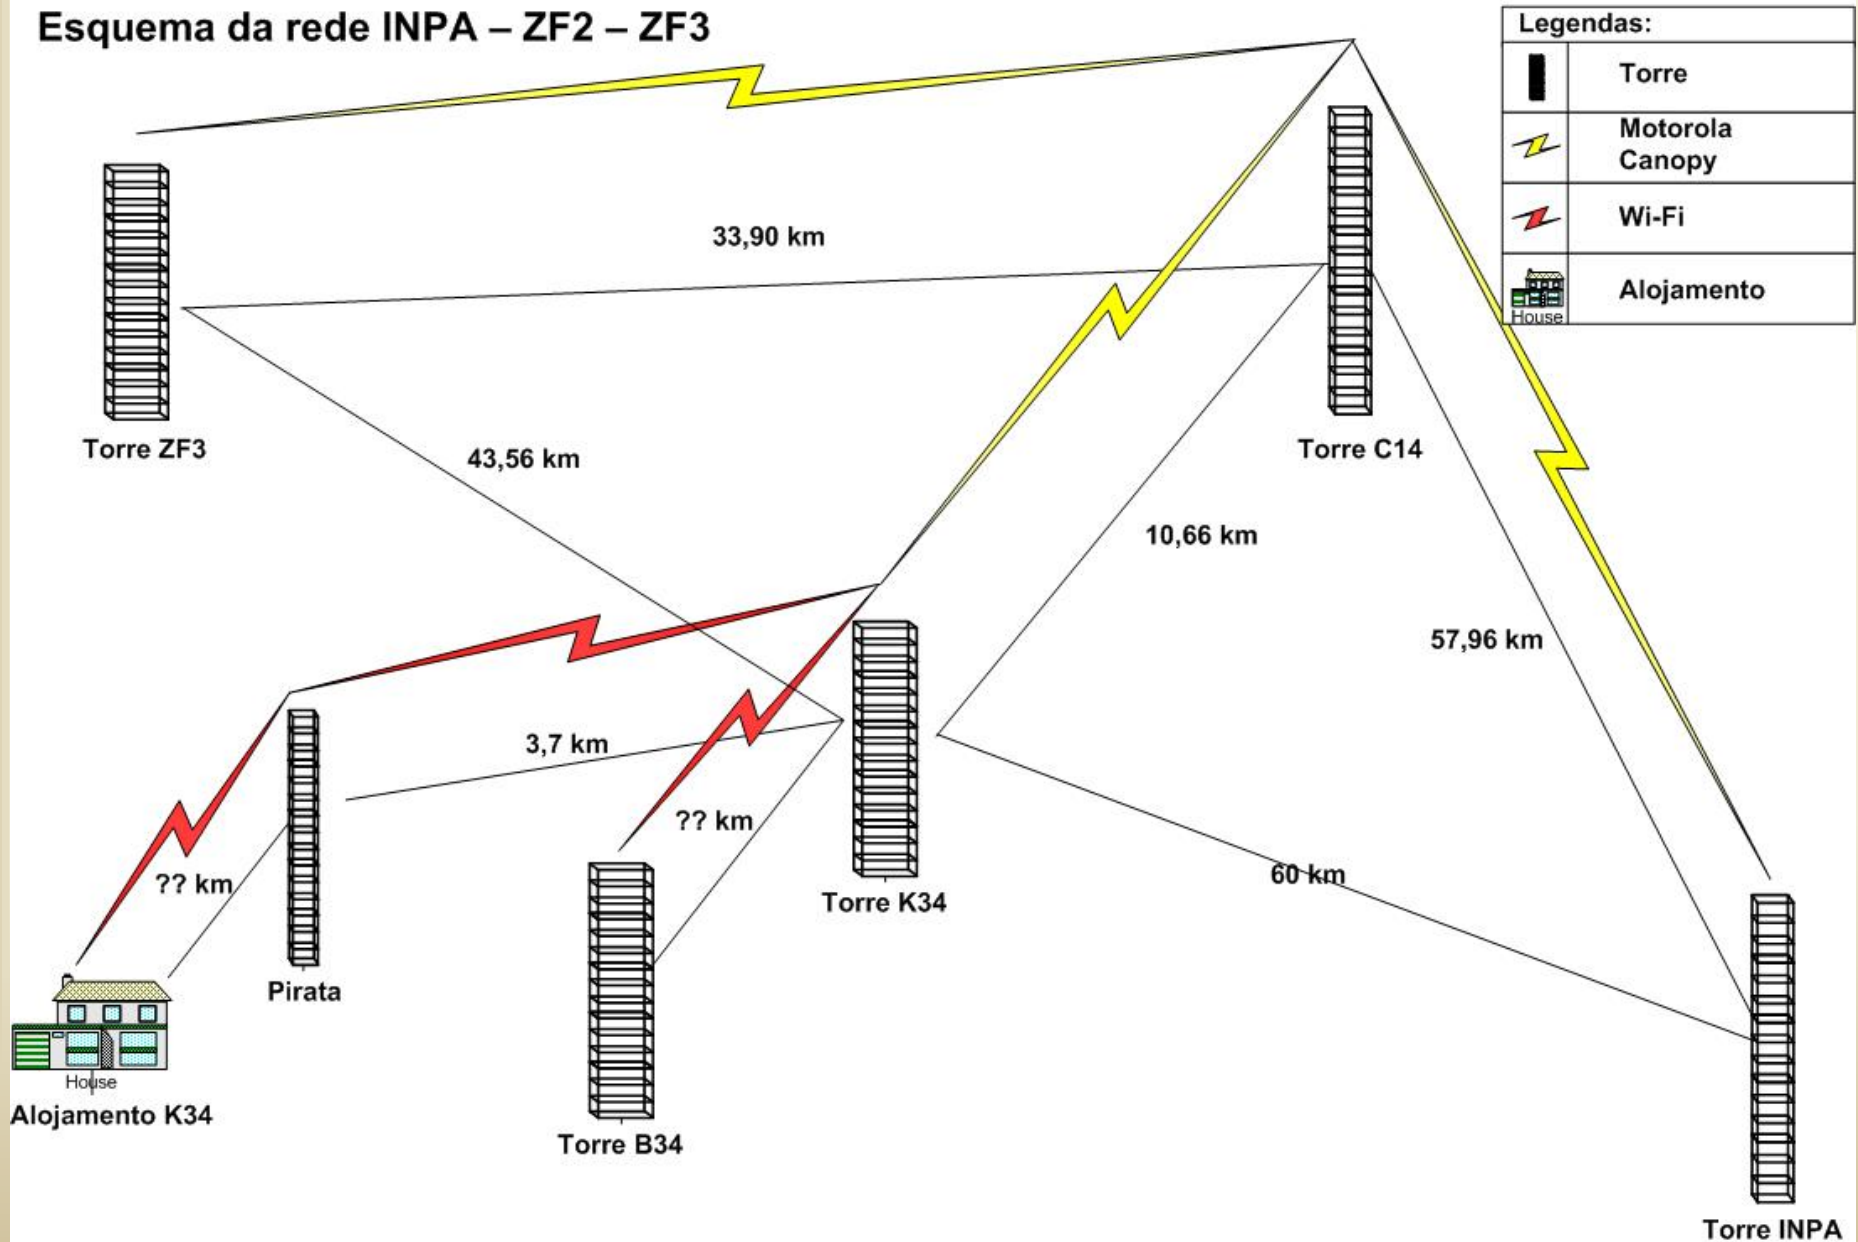 Esquema da rede INPA – ZF2 – ZF3
Legendas:
Torre
Motorola
Canopy
Wi-Fi
Alojamento
House
33,90 km
Torre ZF3
Torre C14
43,56 km
10,66 km
57,96 km
3,7 km
?? km
?? km
60 km
Torre K34
Pirata
House
Alojamento K34
Torre B34
Torre INPA